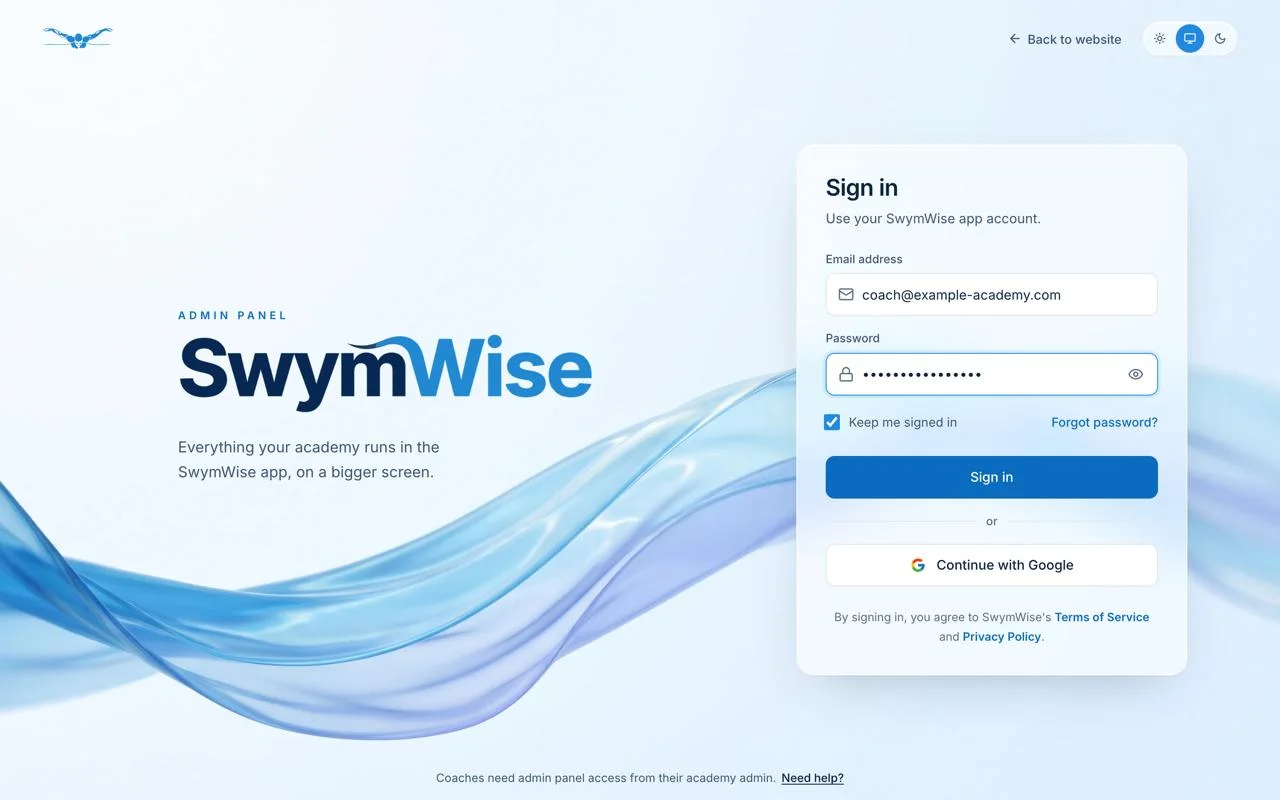 Back to website
ADMIN PANEL
SwymWise
Everything your academy runs in the
SwymWise app, on a bigger screen.
Sign in
Use your SwymWise app account.
Email address
coach@example-academy.com
Password
••••••••••••••••
Keep me signed in
Forgot password?
Sign in
or
Continue with Google
By signing in, you agree to SwymWise's Terms of Service
and Privacy Policy.
Coaches need admin panel access from their academy admin. Need help?